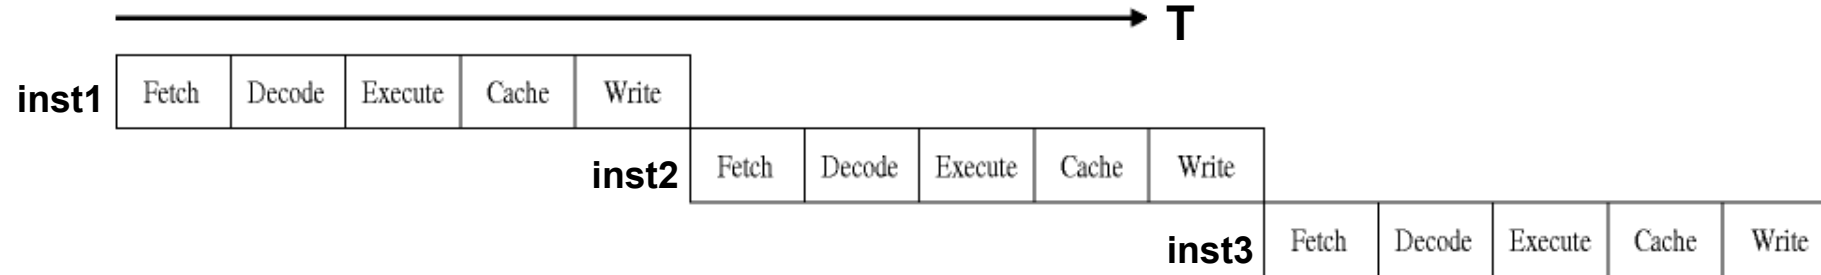 T
inst1 Fetch Decode Execute Cache Write
inst2 Fetch Decode Execute Cache Write
inst3 Fetch Decode Execute Cache Write